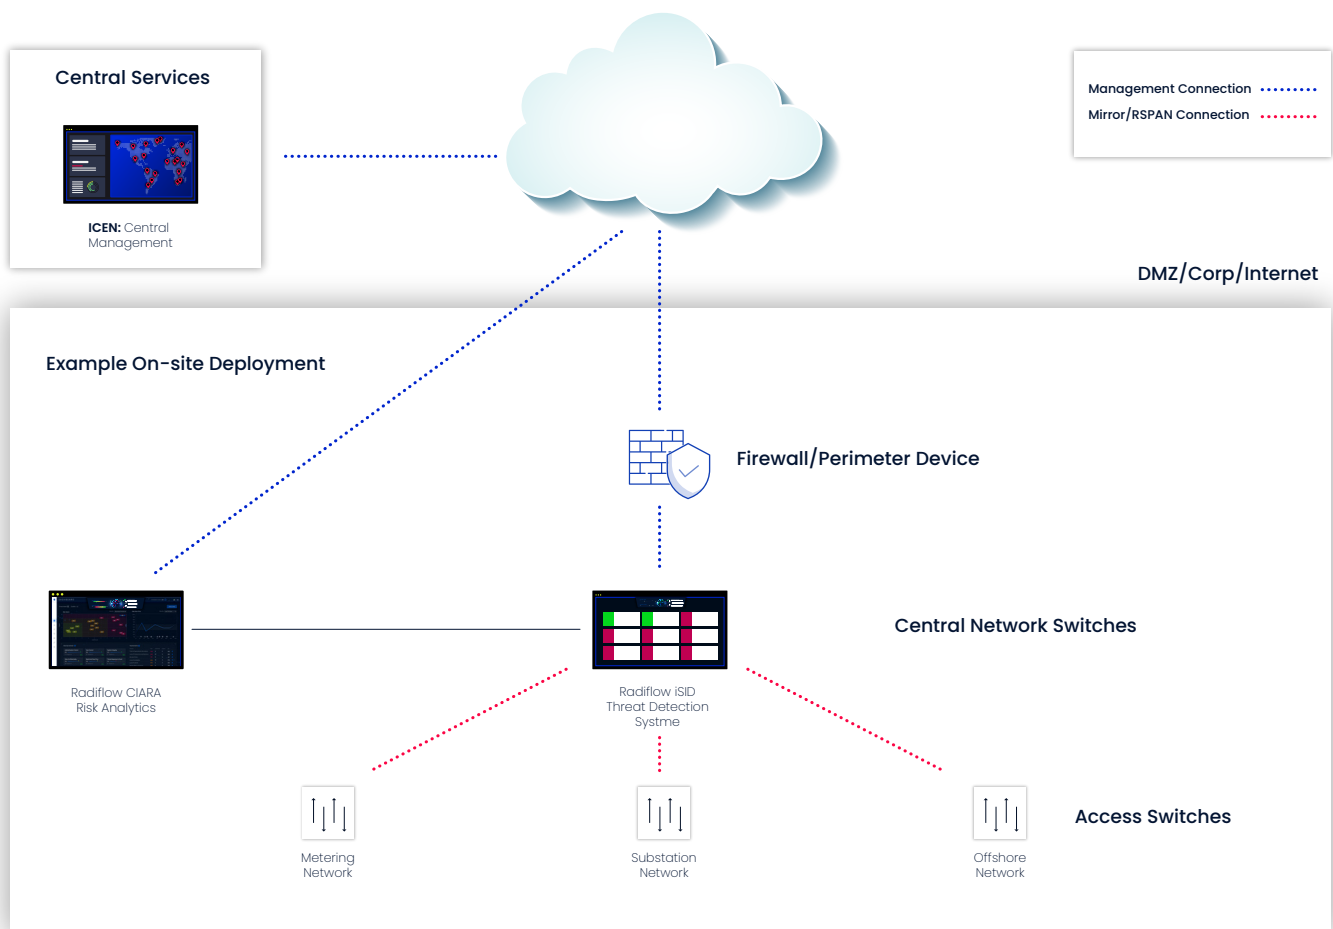 Central Services
ICEN: Central
Management
Management Connection
Mirror/RSPAN Connection
DMZ/Corp/Internet
Example On-site Deployment
Firewall/Perimeter Device
Central Network Switches
Radiflow CIARA
Risk Analytics
Radiflow iSID
Threat Detection
Systme
Access Switches
Metering
Network
Substation
Network
Offshore
Network